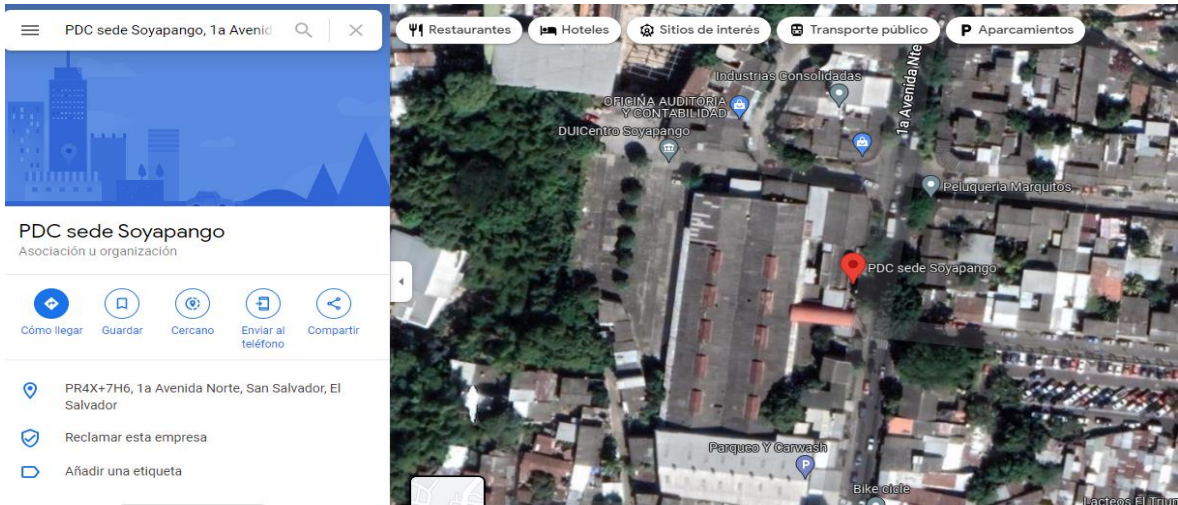 PDC sede Soyapango, 1a Avenid
Restaurantes
Hoteles
Sitios de interés
Transporte público
P Aparcamientos
PDC sede Soyapango
Asociación u organización
Cómo llegar
Guardar
Cercano
Enviar al
teléfono
Compartir
PR4X+7H6, 1a Avenida Norte, San Salvador, El
Salvador
Reclamar esta empresa
Añadir una etiqueta
Industrias Consolidadas
OFICINA AUDITORIA
Y CONTABILIDAD
DUICentro Soyapango
1a Avenida Nte
Peluqueria Marquitos
PDC sede Soyapango
Parqueo Y Carwash
P
Bike cicle
Lacteos El Triun